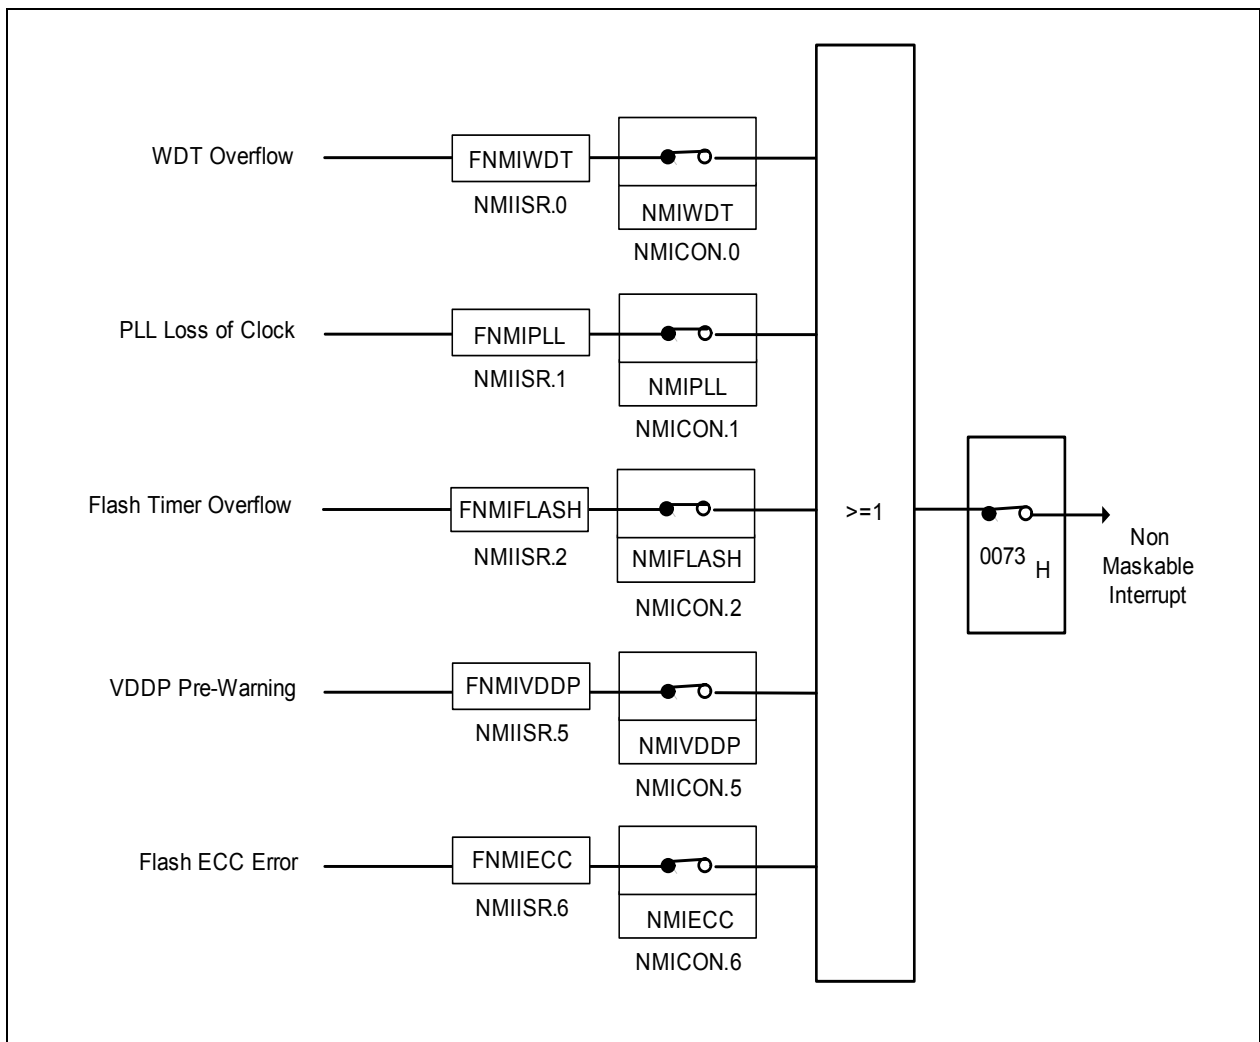 WDT Overflow
FNMIWDT
NMIISR.0
NMIWDT
NMICON.0
PLL Loss of Clock
FNMIPLL
NMIISR.1
NMIPLL
NMICON.1
Flash Timer Overflow
FNMIFLASH
NMIISR.2
NMIFLASH
NMICON.2
VDDP Pre-Warning
FNMIVDDP
NMIISR.5
NMIVDDP
NMICON.5
Flash ECC Error
FNMIECC
NMIISR.6
NMIECC
NMICON.6
>=1
0073 H
Non
Maskable
Interrupt